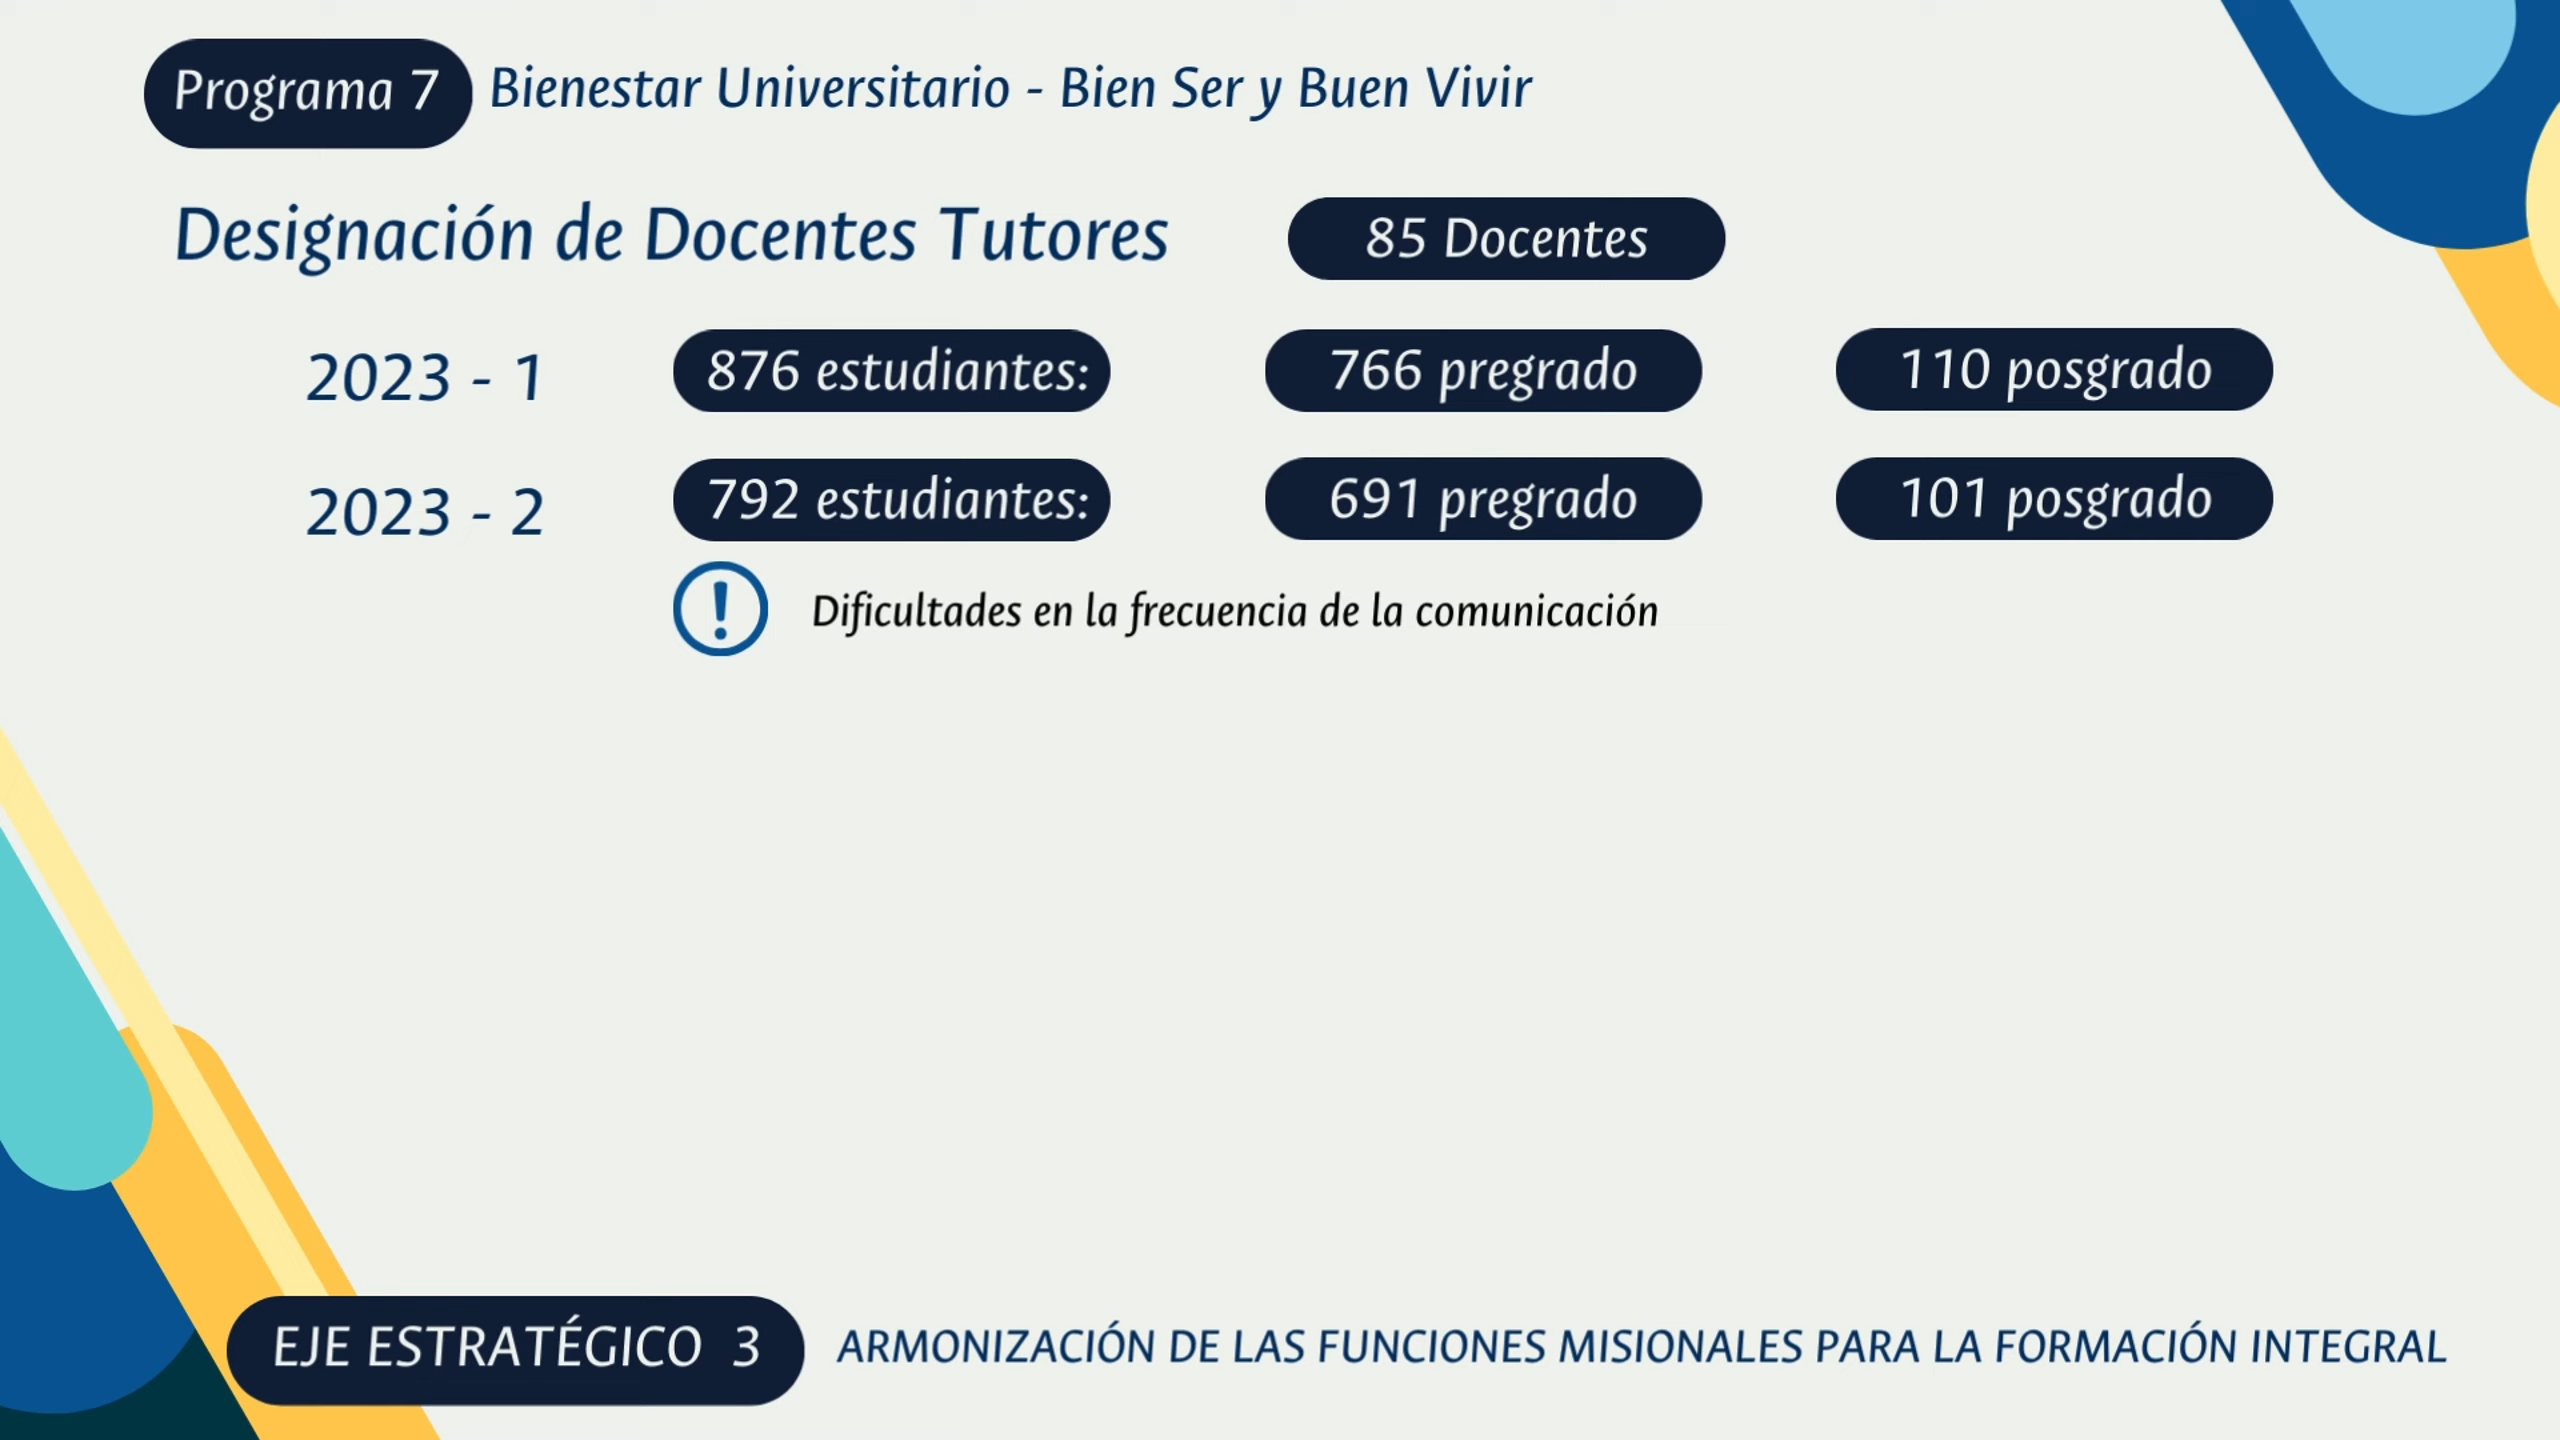 Programa 7 Bienestar Universitario - Bien Ser y Buen Vivir
Designación de Docentes Tutores 85 Docentes
2023 - 1 876 estudiantes: 766 pregrado 110 posgrado
2023 - 2 792 estudiantes: 691 pregrado 101 posgrado
! Dificultades en la frecuencia de la comunicación
EJE ESTRATÉGICO 3 ARMONIZACIÓN DE LAS FUNCIONES MISIONALES PARA LA FORMACIÓN INTEGRAL